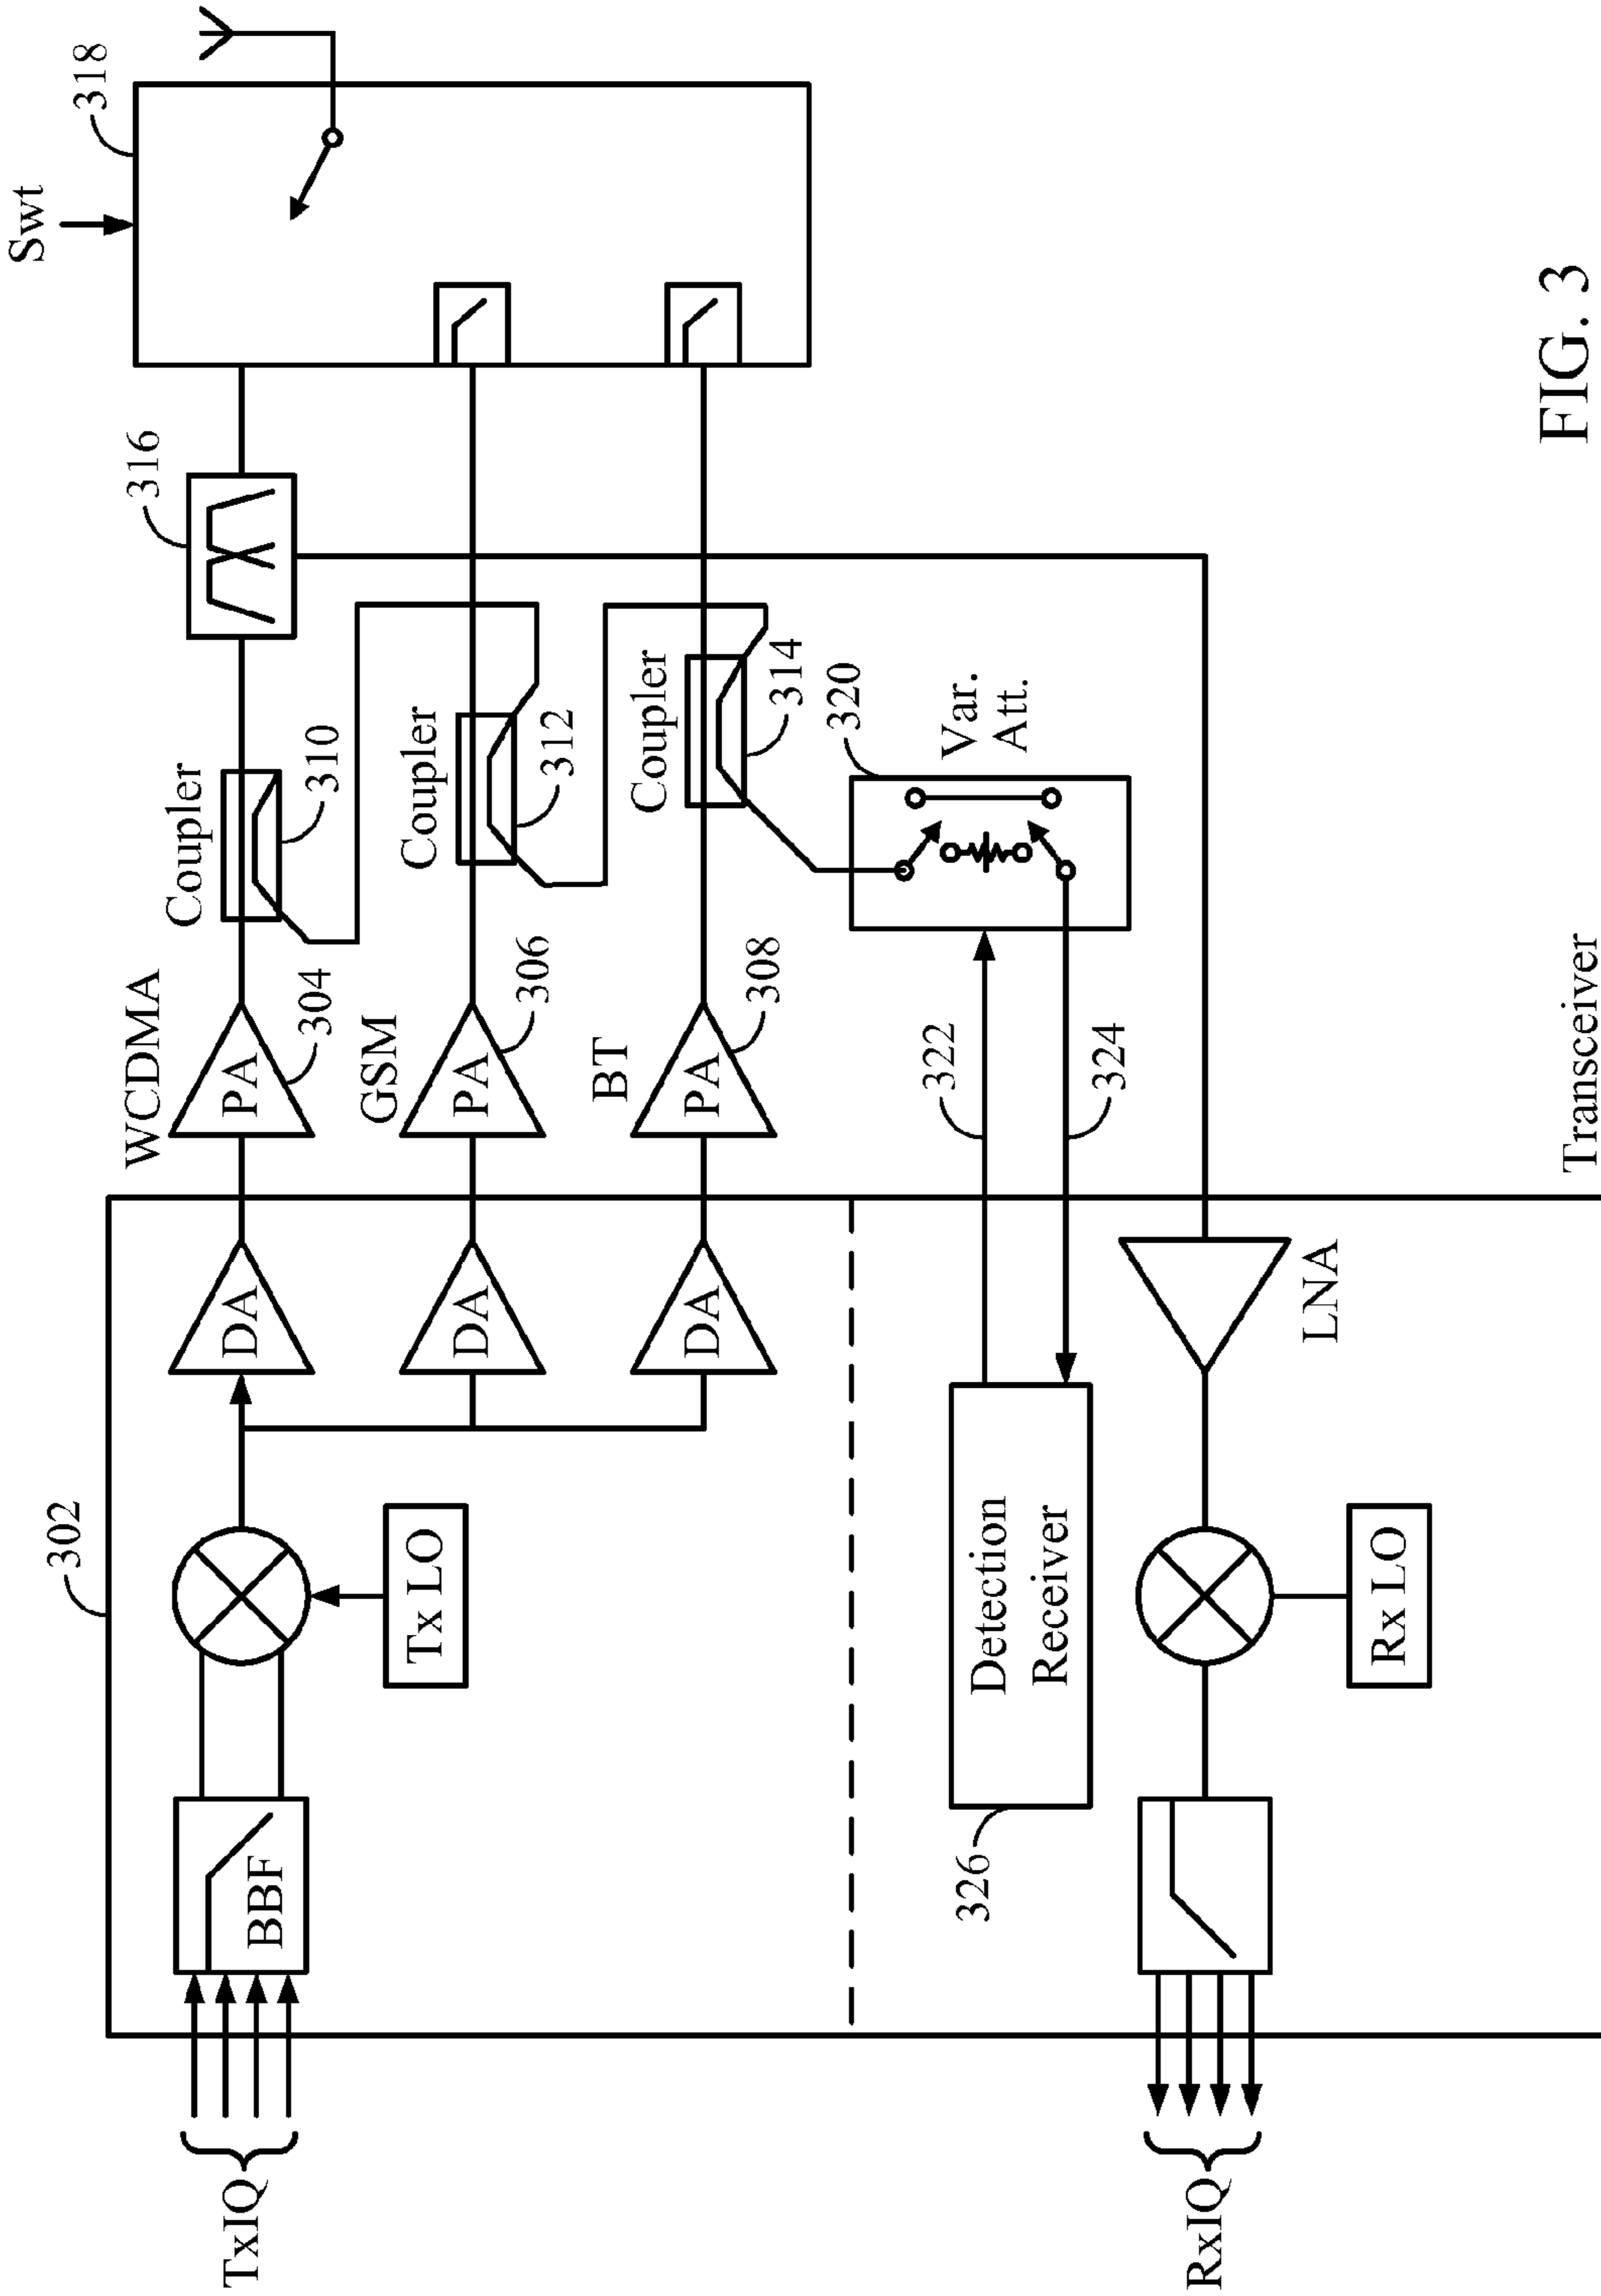 Swt
318
316
WCDMA
Coupler
310
PA
304
DA
302
TxIQ
BBF
Tx LO
GSM
Coupler
312
PA
306
DA
BT
Coupler
314
PA
308
DA
320
Var.
Att.
322
324
Detection
Receiver
326
LNA
Rx LO
RxIQ
Transceiver
FIG. 3